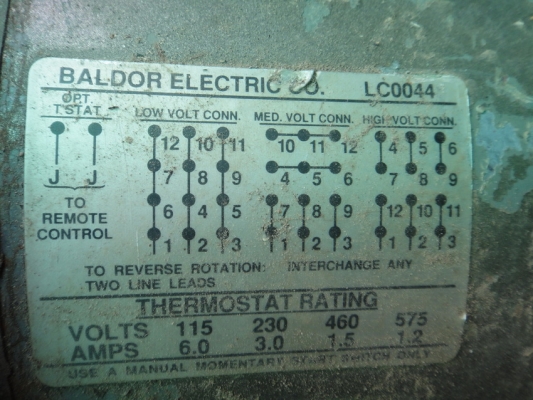 BALDOR ELECTRIC CO. LC0044
OPT. T'STAT LOW VOLT CONN. MED. VOLT CONN. HIGH VOLT CONN.
12 10 11 10 11 12 4 5 6
7 8 9 4 5 6 7 8 9
J J
TO REMOTE CONTROL
6 4 5 7 8 9 12 10 11
1 2 3 1 2 3 1 2 3
TO REVERSE ROTATION: INTERCHANGE ANY
TWO LINE LEADS
THERMOSTAT RATING
VOLTS 115 230 460 575
AMPS 6.0 3.0 1.5 1.2
USE A MANUAL MOMENTARY START SWITCH ONLY